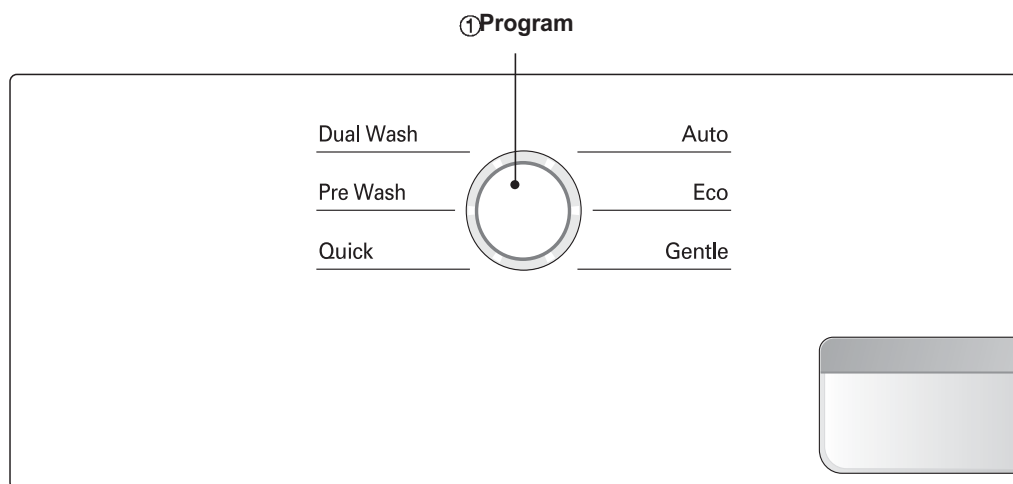 ①Program
Dual Wash
Auto
Pre Wash
Eco
Quick
Gentle